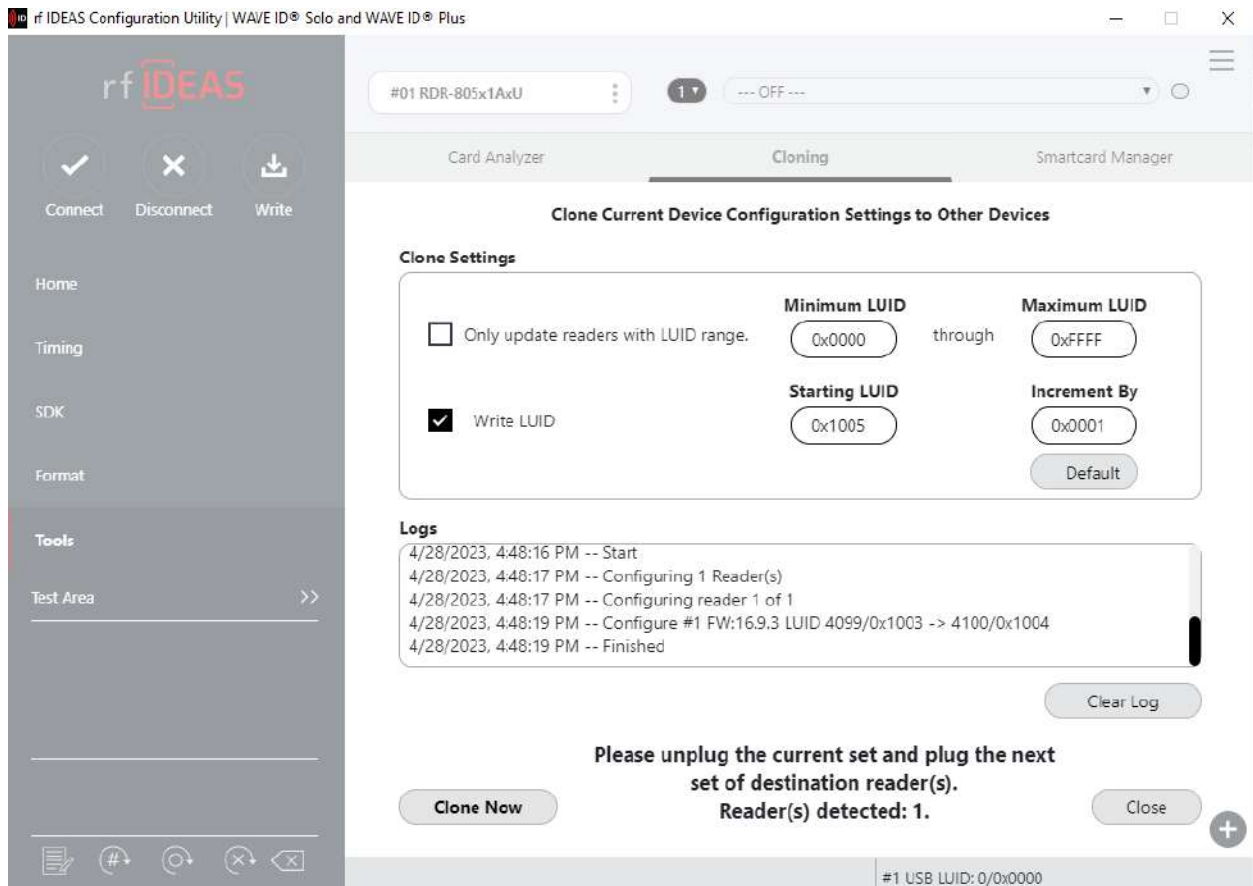 rf IDEAS Configuration Utility | WAVE ID® Solo and WAVE ID® Plus
rf IDEAS
Connect Disconnect Write
Home
Timing
SDK
Format
Tools
Test Area >>
#01 RDR-805x1AxU
1
--- OFF ---
Card Analyzer Cloning Smartcard Manager
Clone Current Device Configuration Settings to Other Devices
Clone Settings
Minimum LUID Maximum LUID
Only update readers with LUID range. 0x0000 through 0xFFFF
Starting LUID Increment By
Write LUID 0x1005 0x0001
Default
Logs
4/28/2023, 4:48:16 PM -- Start
4/28/2023, 4:48:17 PM -- Configuring 1 Reader(s)
4/28/2023, 4:48:17 PM -- Configuring reader 1 of 1
4/28/2023, 4:48:19 PM -- Configure #1 FW:16.9.3 LUID 4099/0x1003 -> 4100/0x1004
4/28/2023, 4:48:19 PM -- Finished
Clear Log
Please unplug the current set and plug the next
set of destination reader(s).
Reader(s) detected: 1.
Clone Now
Close
#1 USB LUID: 0/0x0000